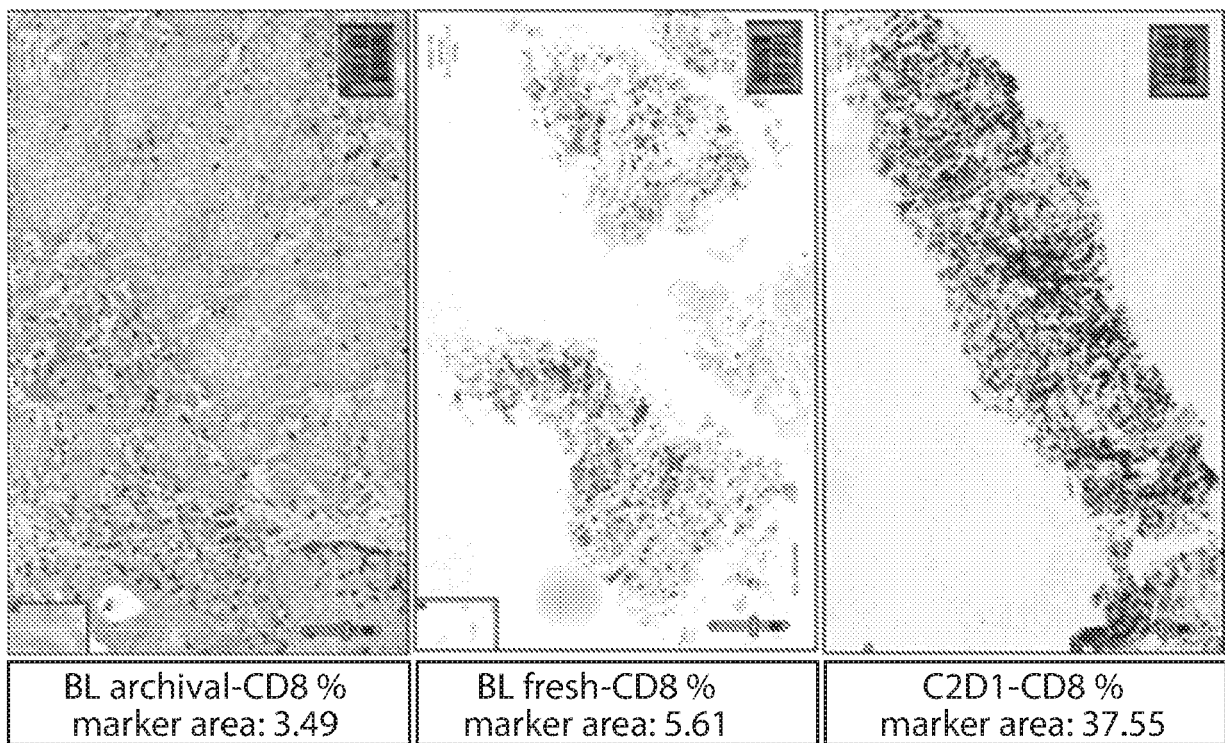 BL archival-CD8 %
marker area: 3.49
BL fresh-CD8 %
marker area: 5.61
C2D1-CD8 %
marker area: 37.55